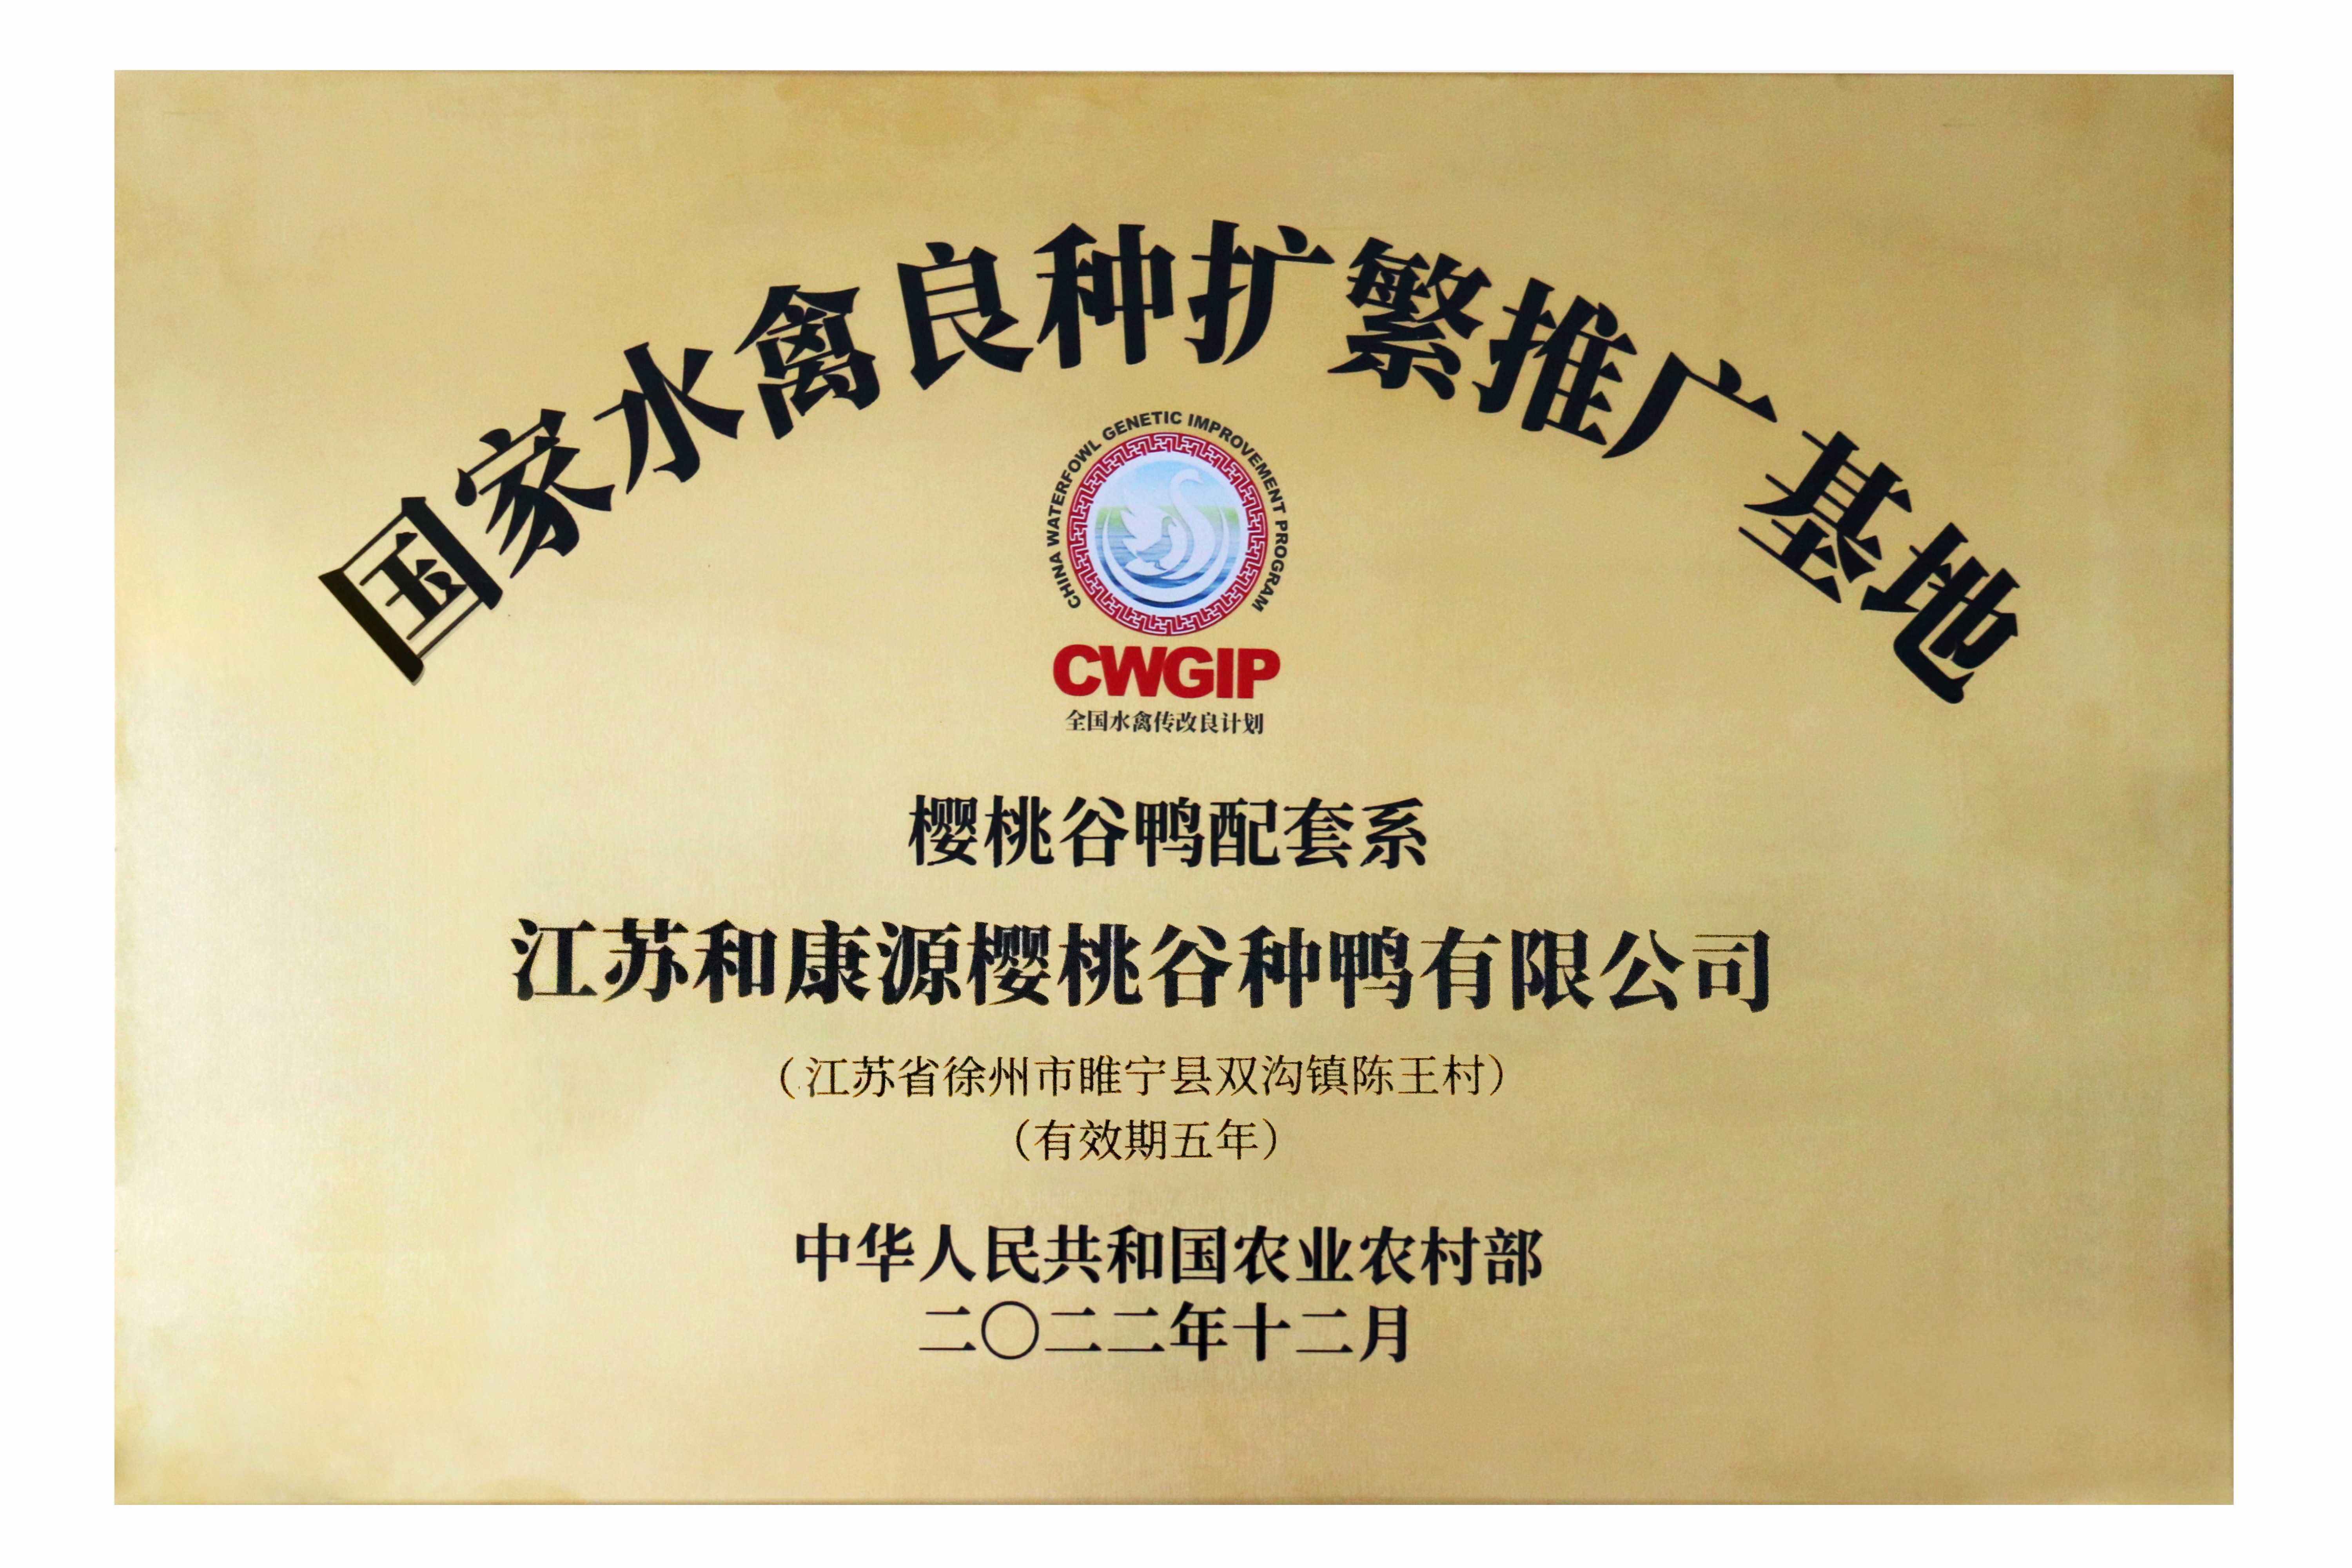 国家水禽良种扩繁推广基地
CHINA WATERFOWL GENETIC IMPROVEMENT PROGRAM
CWGIP
全国水禽传改良计划
樱桃谷鸭配套系
江苏和康源樱桃谷种鸭有限公司
（江苏省徐州市睢宁县双沟镇陈王村）
（有效期五年）
中华人民共和国农业农村部
二〇二二年十二月